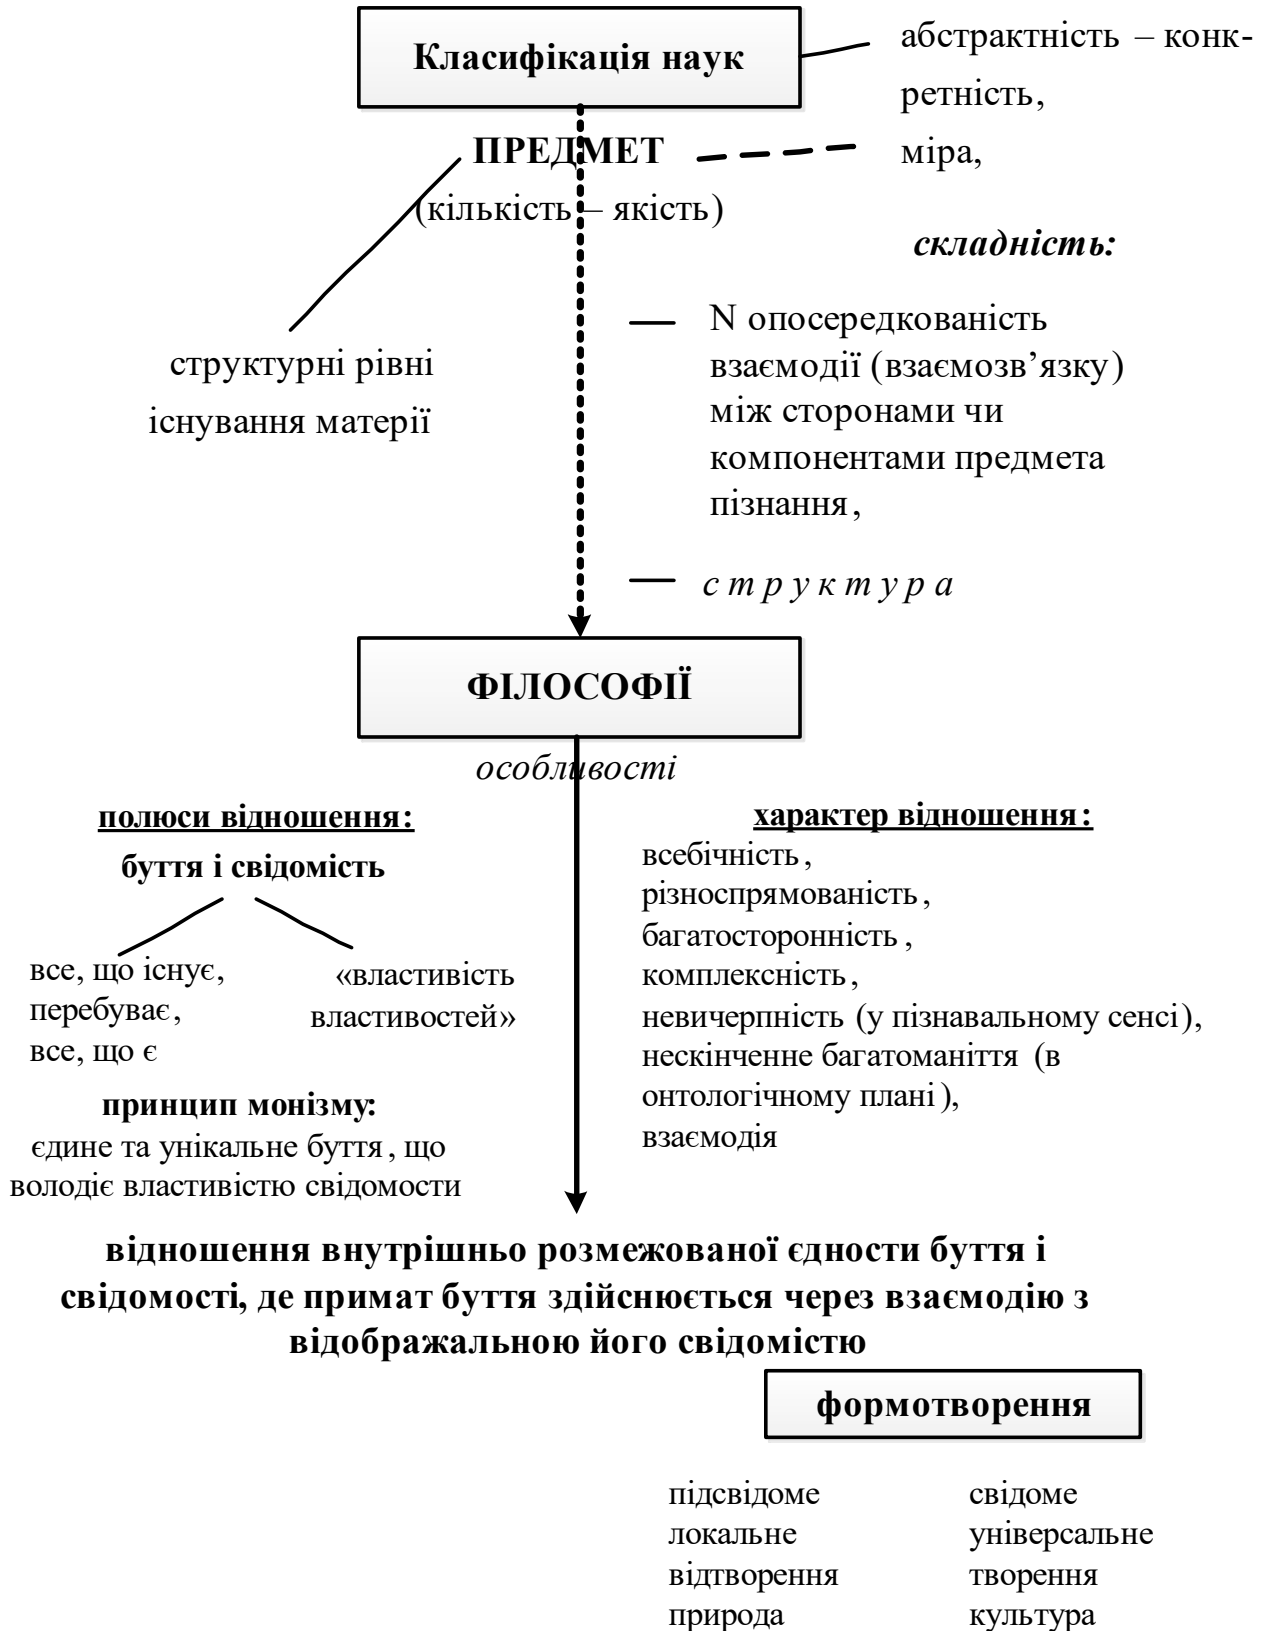 Класифікація наук
абстрактність – конк-
ретність,
міра,
ПРЕДМЕТ
(кількість – якість)
складність:
структурні рівні
існування матерії
N опосередкованість
взаємодії (взаємозв’язку)
між сторонами чи
компонентами предмета
пізнання,
с т р у к т у р а
ФІЛОСОФІЇ
особливості
полюси відношення:
буття і свідомість
все, що існує,
перебуває,
все, що є
«властивість
властивостей»
принцип монізму:
єдине та унікальне буття, що
володіє властивістю свідомости
характер відношення:
всебічність,
різноспрямованість,
багатосторонність,
комплексність,
невичерпність (у пізнавальному сенсі),
нескінченне багатоманіття (в
онтологічному плані),
взаємодія
відношення внутрішньо розмежованої єдности буття і
свідомості, де примат буття здійснюється через взаємодію з
відображальною його свідомістю
формотворення
підсвідоме свідоме
локальне універсальне
відтворення творення
природа культура